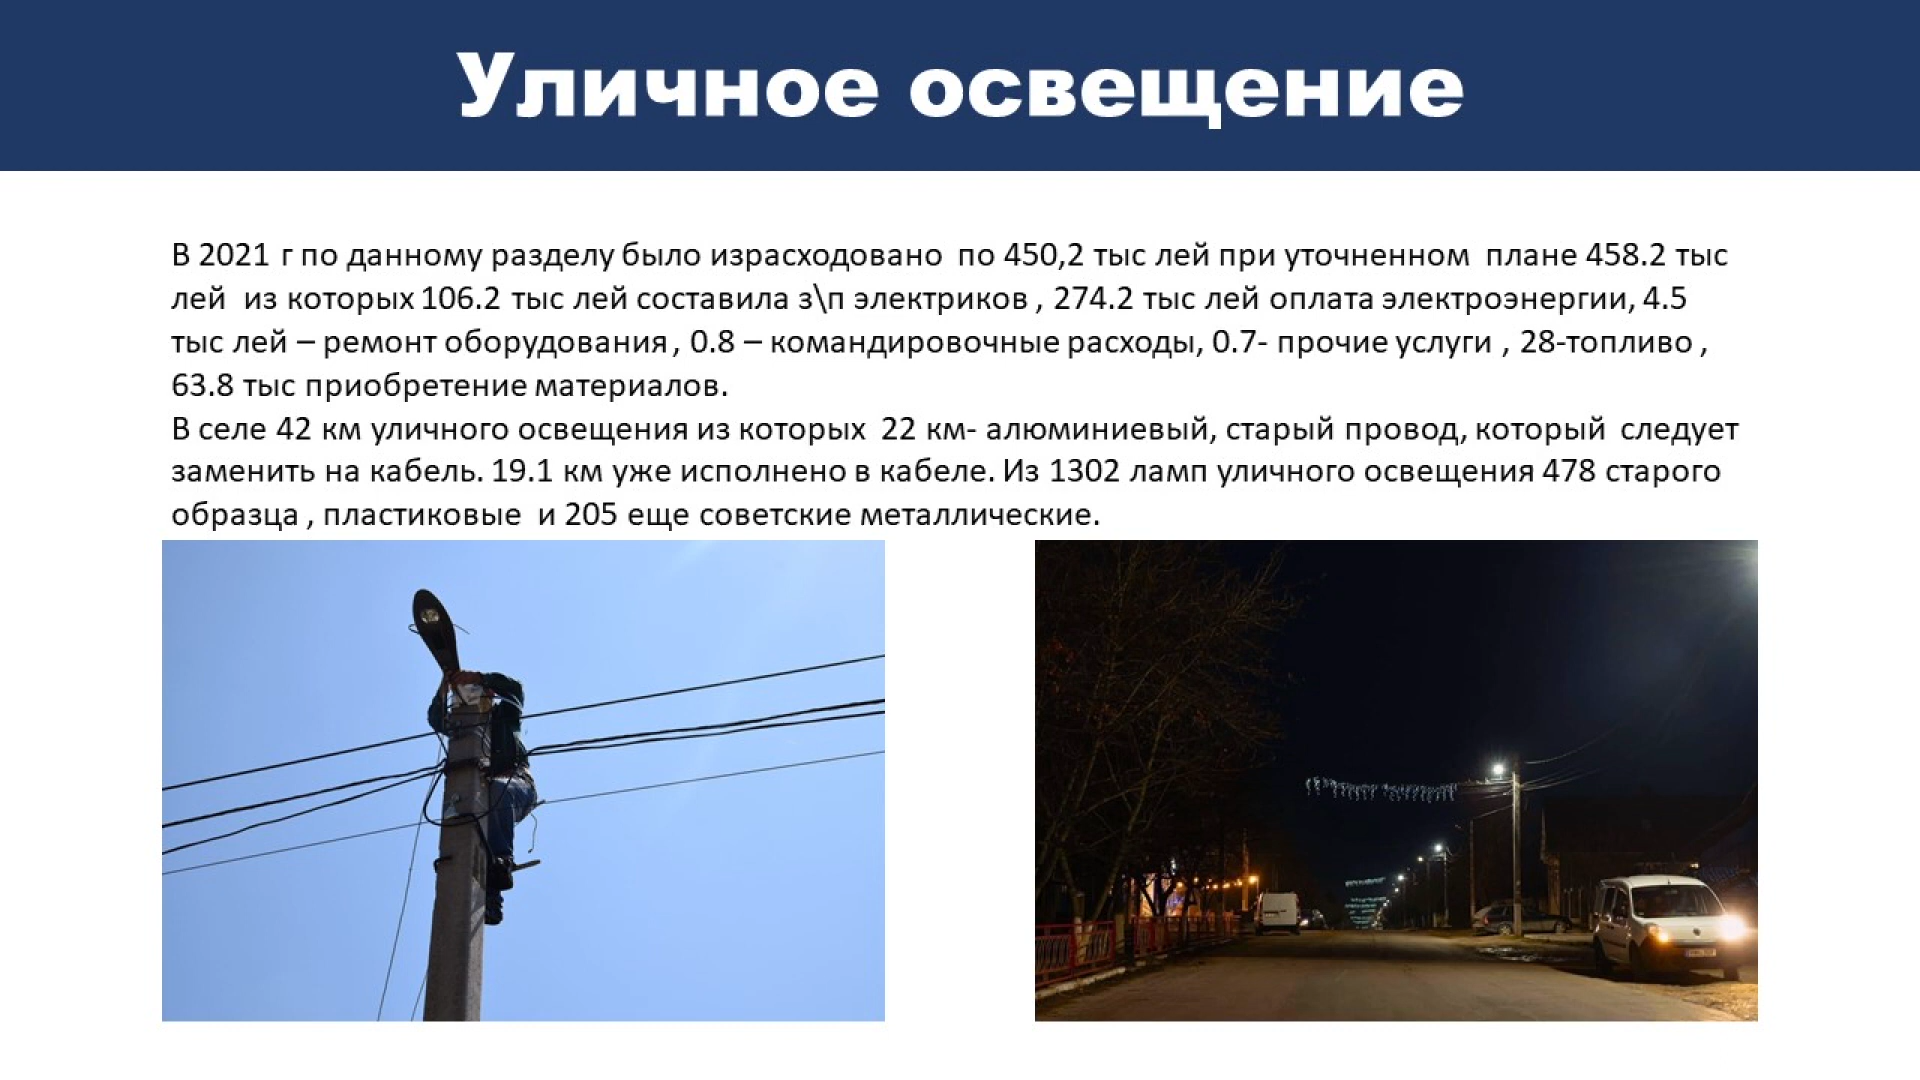 Уличное освещение
В 2021 г по данному разделу было израсходовано по 450,2 тыс лей при уточненном плане 458.2 тыс
лей из которых 106.2 тыс лей составила з\п электриков , 274.2 тыс лей оплата электроэнергии, 4.5
тыс лей – ремонт оборудования , 0.8 – командировочные расходы, 0.7- прочие услуги , 28-топливо ,
63.8 тыс приобретение материалов.
В селе 42 км уличного освещения из которых 22 км- алюминиевый, старый провод, который следует
заменить на кабель. 19.1 км уже исполнено в кабеле. Из 1302 ламп уличного освещения 478 старого
образца , пластиковые и 205 еще советские металлические.